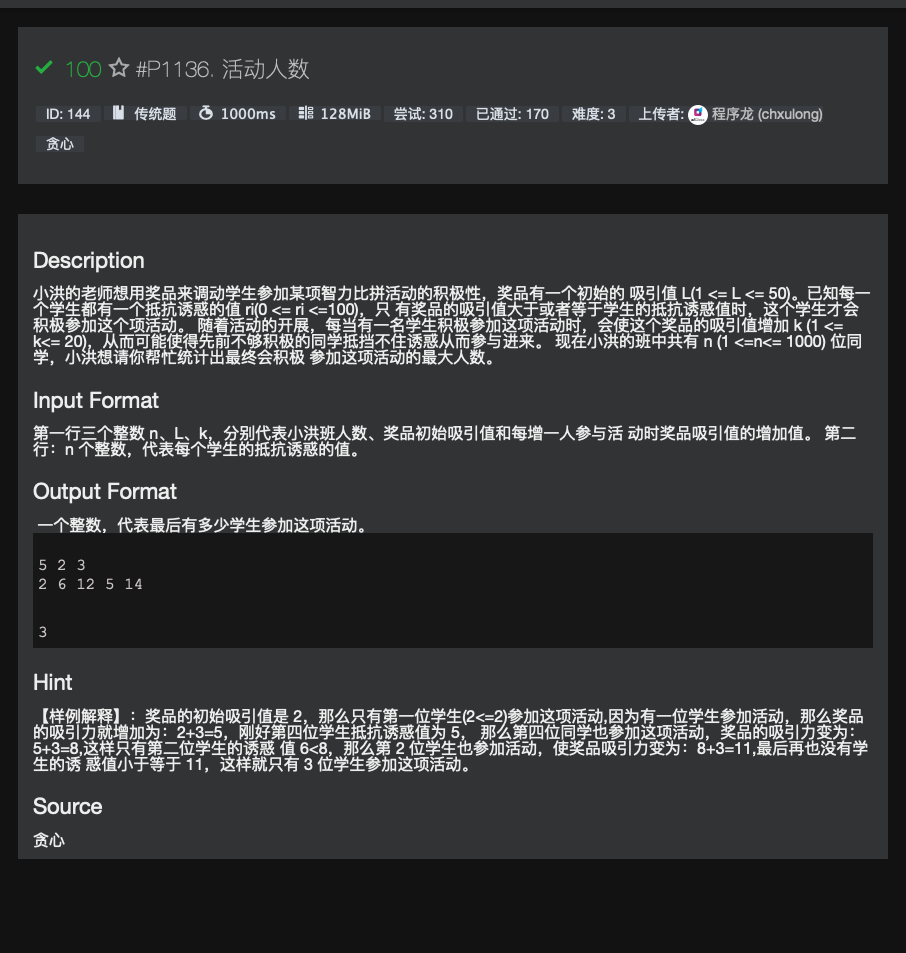 100 #P1136. 活动人数
ID: 144 传统题 1000ms 128MiB 尝试: 310 已通过: 170 难度: 3 上传者: 程序龙 (chxulong)
贪心
Description
小洪的老师想用奖品来调动学生参加某项智力比拼活动的积极性，奖品有一个初始的 吸引值 L(1 <= L <= 50)。已知每一
个学生都有一个抵抗诱惑的值 ri(0 <= ri <=100)，只 有奖品的吸引值大于或者等于学生的抵抗诱惑值时，这个学生才会
积极参加这个项活动。 随着活动的开展，每当有一名学生积极参加这项活动时，会使这个奖品的吸引值增加 k (1 <=
k<= 20)，从而可能使得先前不够积极的同学抵挡不住诱惑从而参与进来。 现在小洪的班中共有 n (1 <=n<= 1000) 位同
学，小洪想请你帮忙统计出最终会积极 参加这项活动的最大人数。
Input Format
第一行三个整数 n、L、k，分别代表小洪班人数、奖品初始吸引值和每增一人参与活 动时奖品吸引值的增加值。 第二
行：n 个整数，代表每个学生的抵抗诱惑的值。
Output Format
一个整数，代表最后有多少学生参加这项活动。
5 2 3
2 6 12 5 14
3
Hint
【样例解释】：奖品的初始吸引值是 2，那么只有第一位学生(2<=2)参加这项活动,因为有一位学生参加活动，那么奖品
的吸引力就增加为：2+3=5，刚好第四位学生抵抗诱惑值为 5， 那么第四位同学也参加这项活动，奖品的吸引力变为：
5+3=8,这样只有第二位学生的诱惑 值 6<8，那么第 2 位学生也参加活动，使奖品吸引力变为：8+3=11,最后再也没有学
生的诱 惑值小于等于 11，这样就只有 3 位学生参加这项活动。
Source
贪心